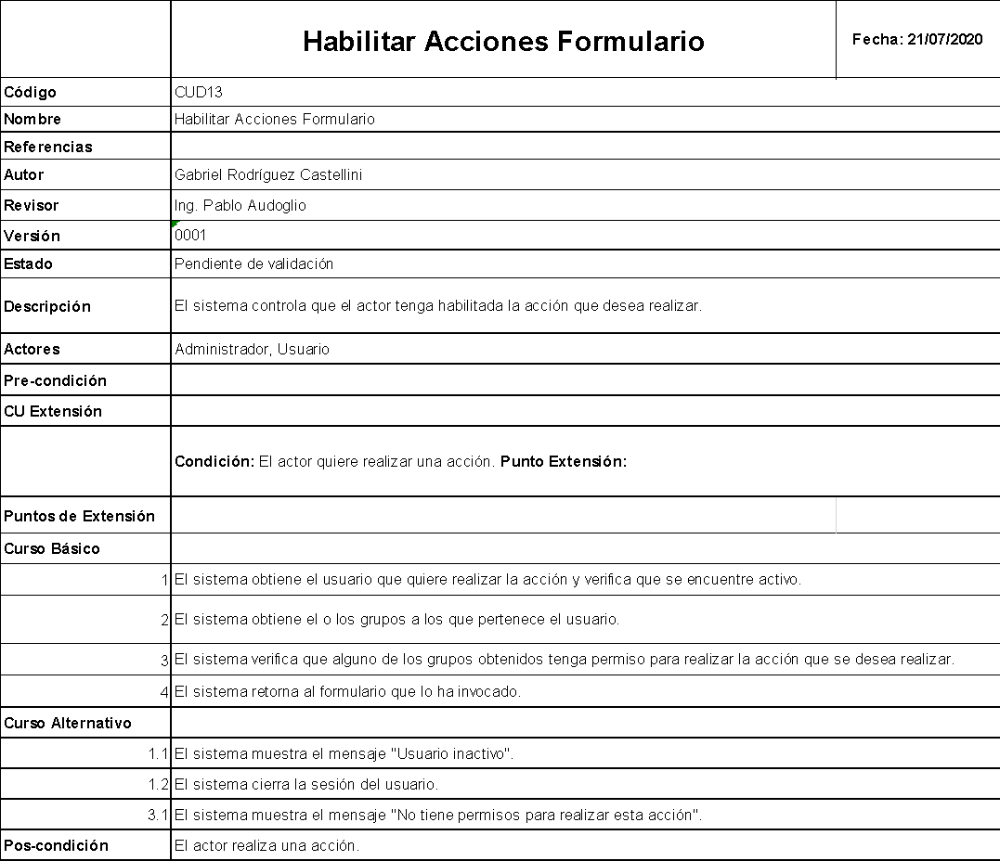 Habilitar Acciones Formulario
Fecha: 21/07/2020
Código CUD13
Nombre Habilitar Acciones Formulario
Referencias
Autor Gabriel Rodríguez Castellini
Revisor Ing. Pablo Audoglio
Versión 0001
Estado Pendiente de validación
Descripción El sistema controla que el actor tenga habilitada la acción que desea realizar.
Actores Administrador, Usuario
Pre-condición
CU Extensión
Condición: El actor quiere realizar una acción. Punto Extensión:
Puntos de Extensión
Curso Básico
1 El sistema obtiene el usuario que quiere realizar la acción y verifica que se encuentre activo.
2 El sistema obtiene el o los grupos a los que pertenece el usuario.
3 El sistema verifica que alguno de los grupos obtenidos tenga permiso para realizar la acción que se desea realizar.
4 El sistema retorna al formulario que lo ha invocado.
Curso Alternativo
1.1 El sistema muestra el mensaje "Usuario inactivo".
1.2 El sistema cierra la sesión del usuario.
3.1 El sistema muestra el mensaje "No tiene permisos para realizar esta acción".
Pos-condición El actor realiza una acción.